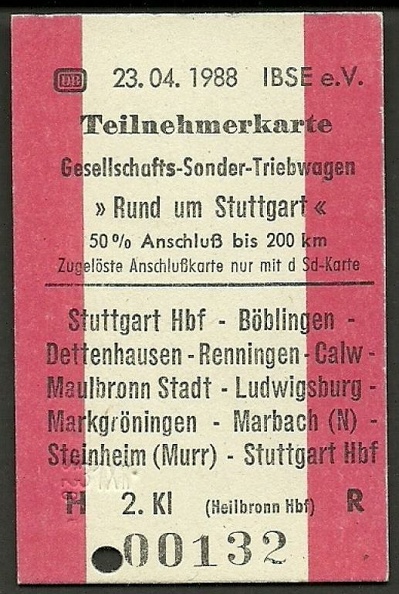 DB 23.04.1988 IBSE e.V.
Teilnehmerkarte
Gesellschafts-Sonder-Triebwagen
» Rund um Stuttgart «
50% Anschluß bis 200 km
Zugelöste Anschlußkarte nur mit d Sd-Karte
Stuttgart Hbf - Böblingen -
Dettenhausen - Renningen - Calw -
Maulbronn Stadt - Ludwigsburg -
Markgröningen - Marbach (N) -
Steinheim (Murr) - Stuttgart Hbf
H 2. Kl (Heilbronn Hbf) R
00132